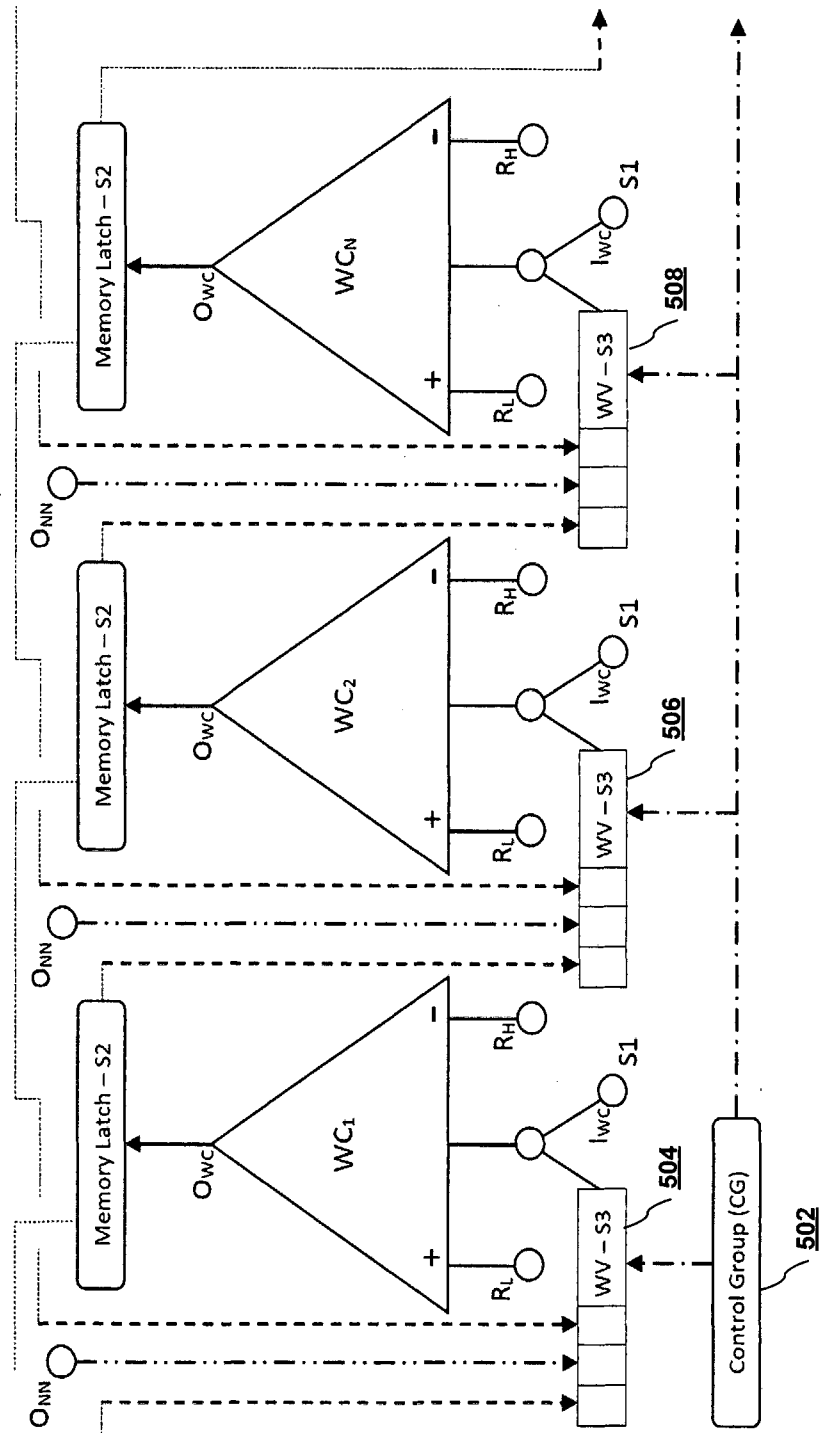 O_NN
Memory Latch – S2
O_WC
WC_1
+
-
R_L
R_H
I_WC
S1
WV – S3
504
Control Group (CG)
502
O_NN
Memory Latch – S2
O_WC
WC_2
+
-
R_L
R_H
I_WC
S1
WV – S3
506
O_NN
Memory Latch – S2
O_WC
WC_N
+
-
R_L
R_H
I_WC
S1
WV – S3
508